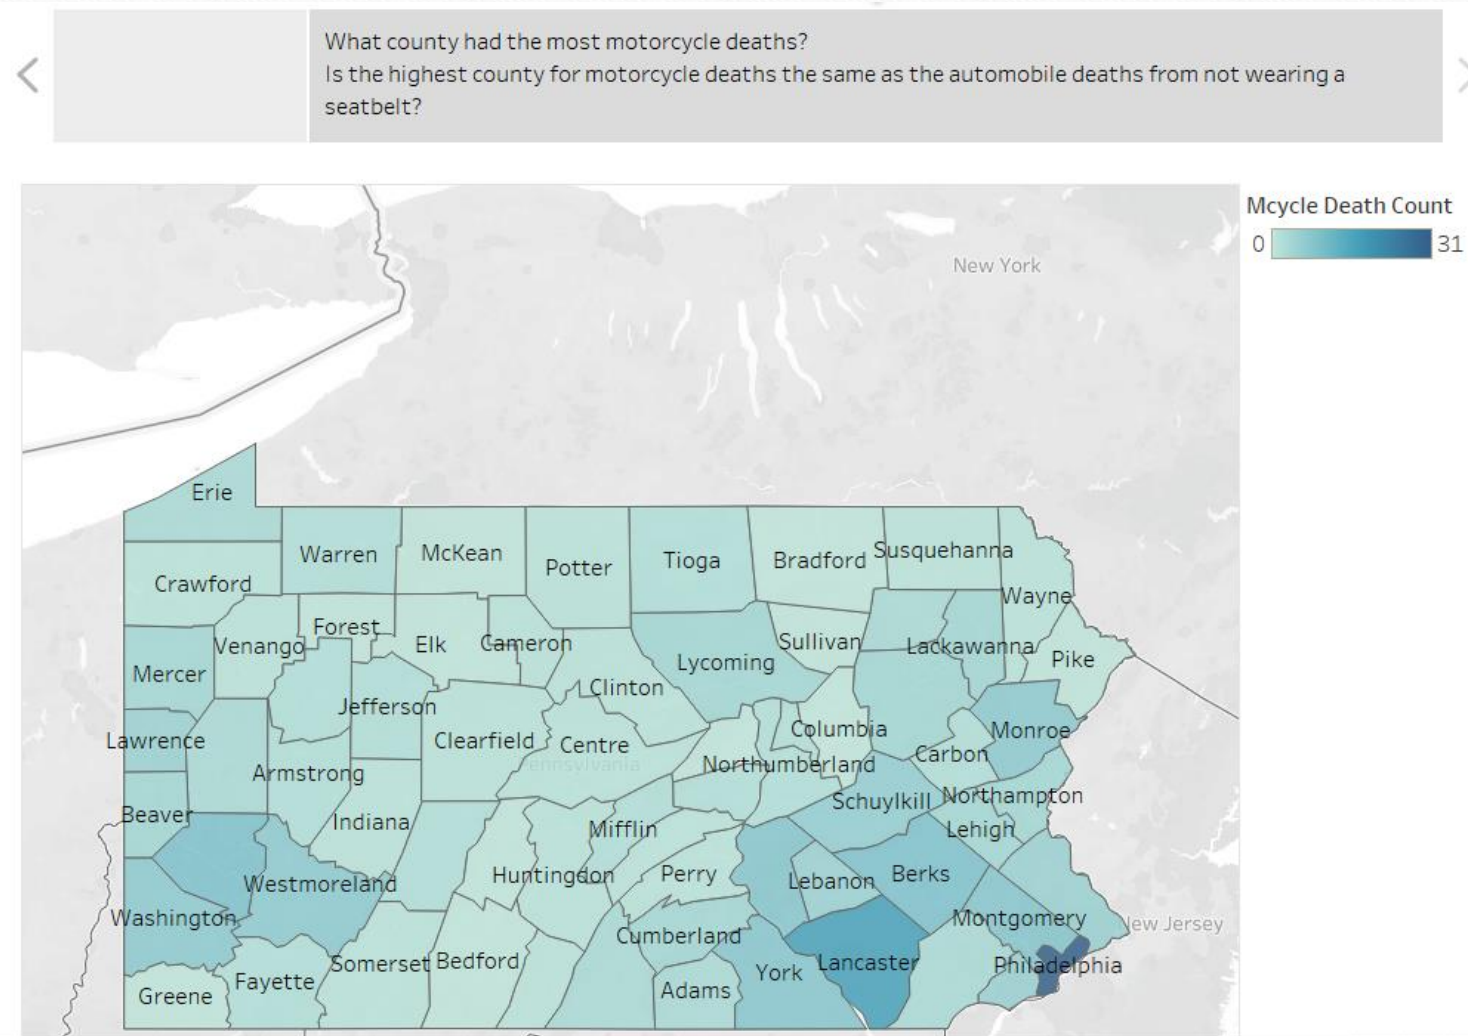 What county had the most motorcycle deaths?
Is the highest county for motorcycle deaths the same as the automobile deaths from not wearing a
seatbelt?
Mcycle Death Count
0 31
New York
Erie
Warren
McKean
Potter
Tioga
Bradford
Susquehanna
Crawford
Wayne
Forest
Venango
Elk
Cameron
Sullivan
Lackawanna
Mercer
Lycoming
Pike
Clinton
Jefferson
Lawrence
Clearfield
Centre
Columbia
Monroe
Carbon
Pennsylvania
Northumberland
Armstrong
Schuylkill
Northampton
Beaver
Indiana
Mifflin
Lehigh
Westmoreland
Huntingdon
Perry
Lebanon
Berks
Washington
Montgomery
New Jersey
Cumberland
Somerset
Bedford
Lancaster
Philadelphia
York
Fayette
Greene
Adams